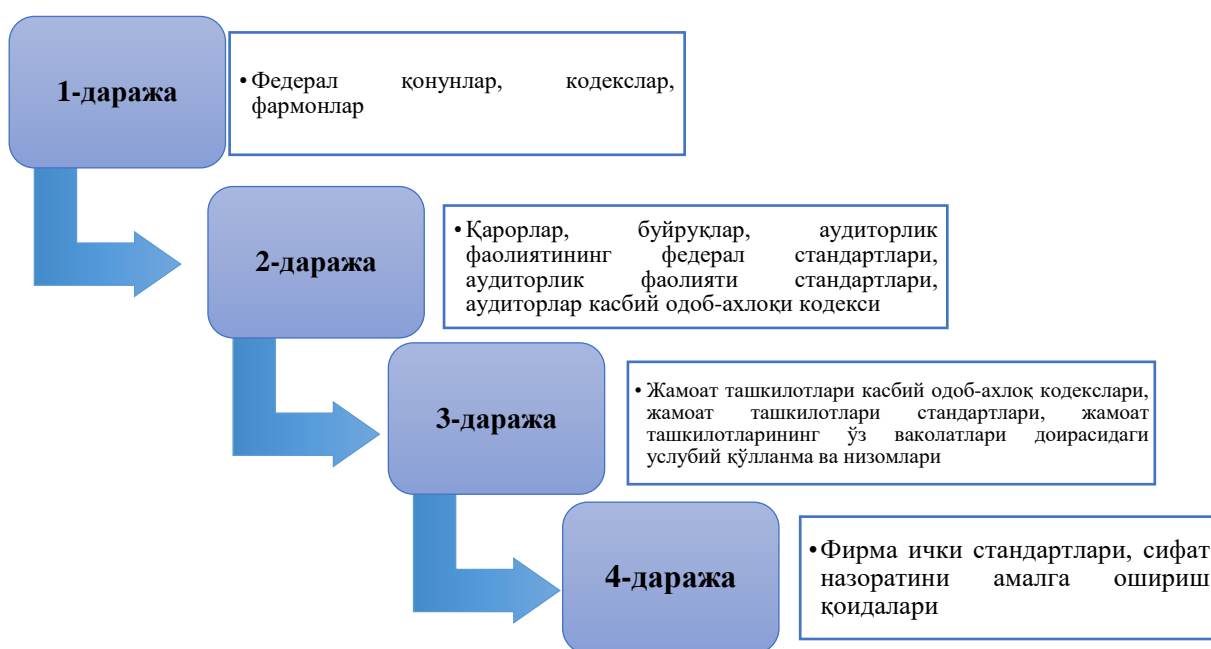 1-даража
• Федерал қонунлар, кодекслар,
фармонлар
2-даража
• Қарорлар, буйруқлар, аудиторлик
фаолиятининг федерал стандартлари,
аудиторлик фаолияти стандартлари,
аудиторлар касбий одоб-ахлоқи кодекси
3-даража
• Жамоат ташкилотлари касбий одоб-ахлоқ кодекслари,
жамоат ташкилотлари стандартлари, жамоат
ташкилотларининг ўз ваколатлари доирасидаги
услубий қўлланма ва низомлари
4-даража
• Фирма ички стандартлари, сифат
назоратини амалга ошириш
қоидалари